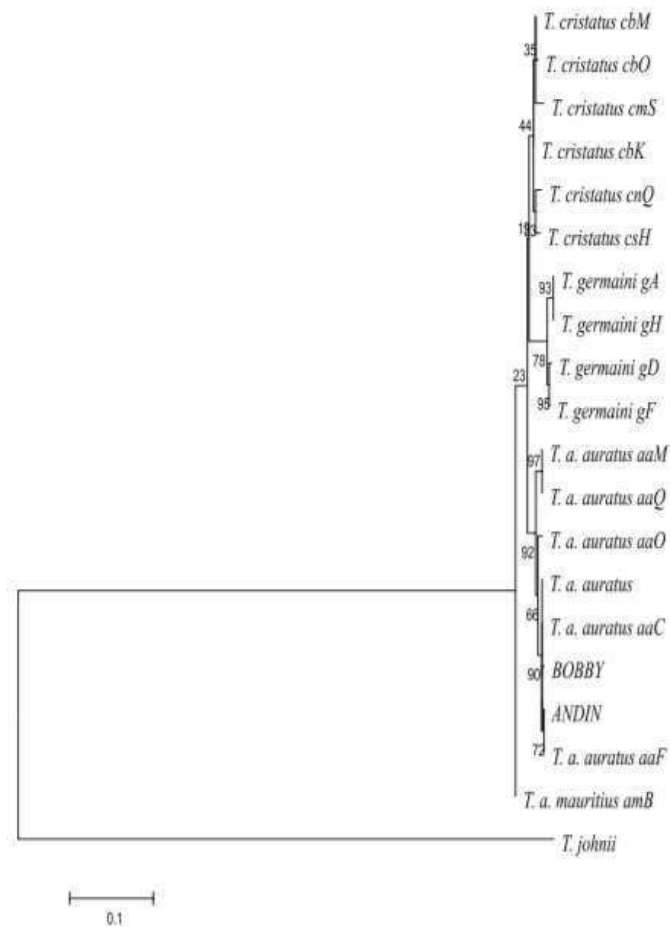 T. cristatus cbM
35
T. cristatus cbO
T. cristatus cmS
44
T. cristatus cbK
T. cristatus cnQ
T. cristatus csH
T. germaini gA
93
T. germaini gH
78
T. germaini gD
23
95
T. germaini gF
97
T. a. auratus aaM
T. a. auratus aaQ
T. a. auratus aaO
92
T. a. auratus
66
T. a. auratus aaC
90
BOBBY
ANDIN
72
T. a. auratus aaF
T. a. mauritius amB
T. johnii
0.1